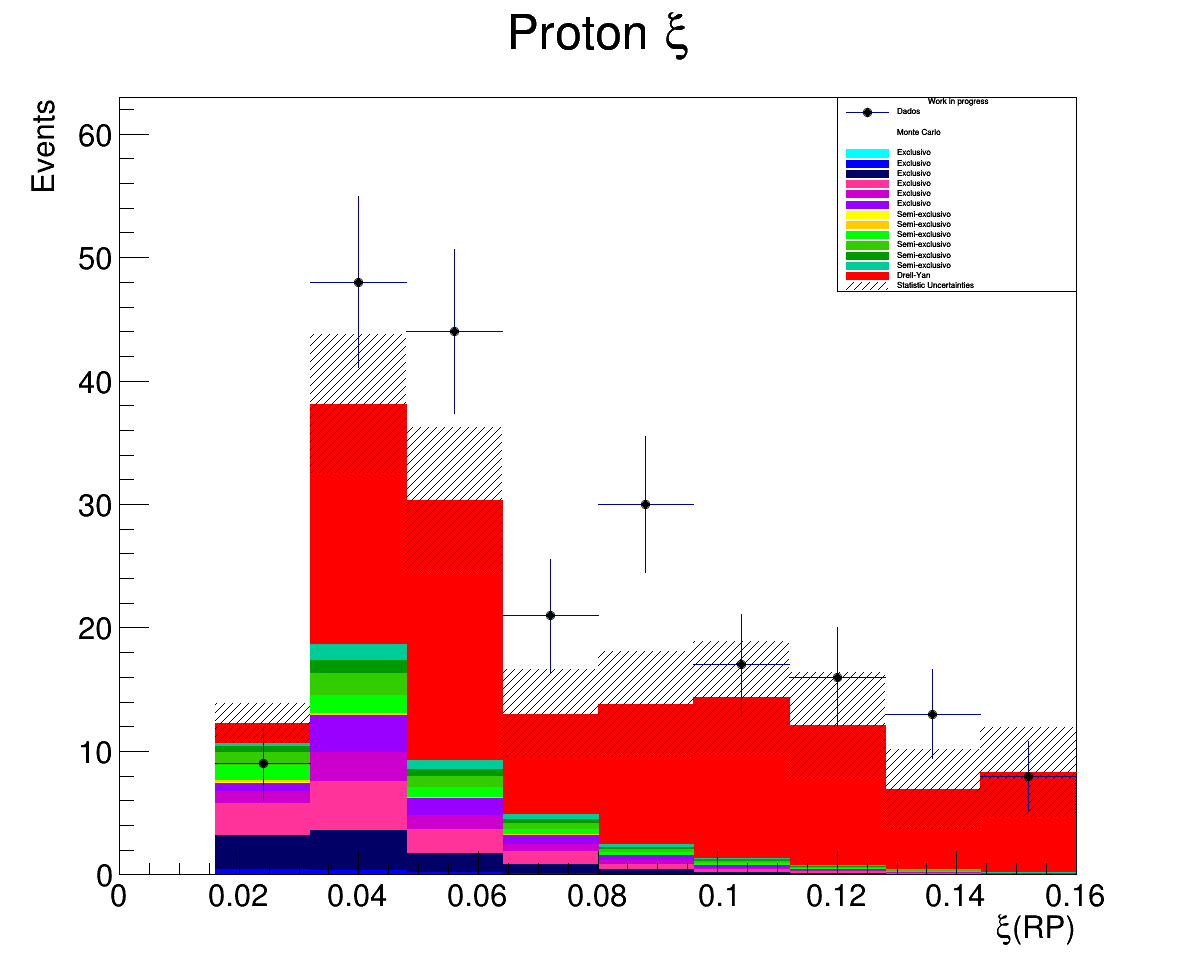 Proton ξ
Events
Work in progress
Dados
Monte Carlo
Exclusivo
Exclusivo
Exclusivo
Exclusivo
Exclusivo
Exclusivo
Semi-exclusivo
Semi-exclusivo
Semi-exclusivo
Semi-exclusivo
Semi-exclusivo
Semi-exclusivo
Drell-Yan
Statistic Uncertainties
60
50
40
30
20
10
0
0 0.02 0.04 0.06 0.08 0.1 0.12 0.14 0.16
ξ(RP)